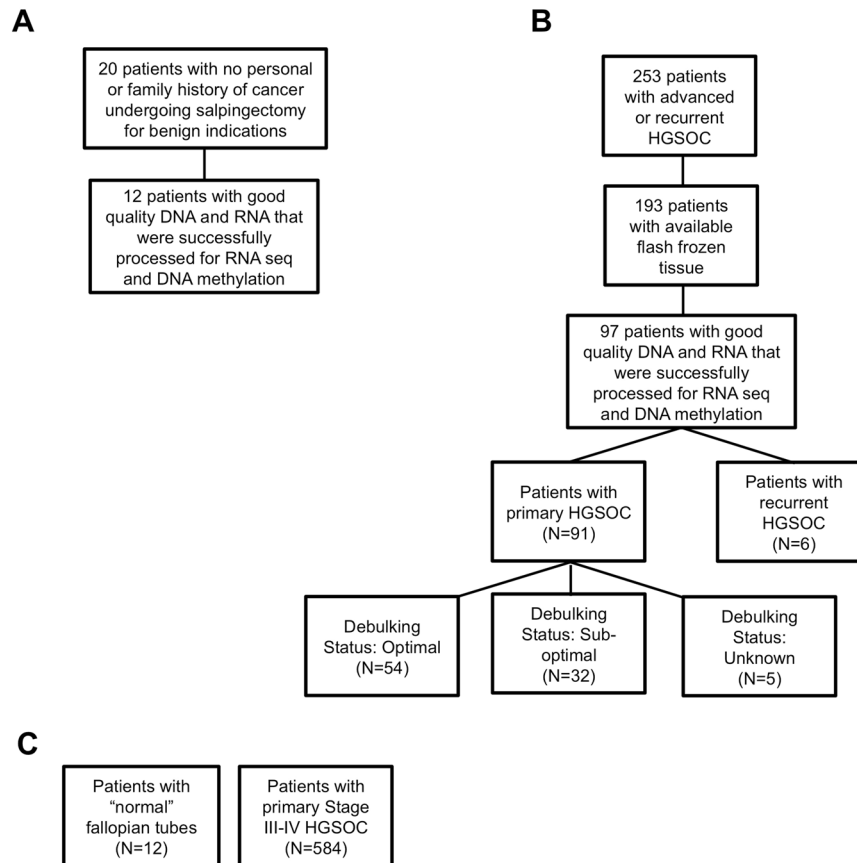 A
20 patients with no personal
or family history of cancer
undergoing salpingectomy
for benign indications
12 patients with good
quality DNA and RNA that
were successfully
processed for RNA seq
and DNA methylation
B
253 patients
with advanced
or recurrent
HGSOC
193 patients
with available
flash frozen
tissue
97 patients with good
quality DNA and RNA that
were successfully
processed for RNA seq
and DNA methylation
Patients with
primary HGSOC
(N=91)
Patients with
recurrent
HGSOC
(N=6)
Debulking
Status: Optimal
(N=54)
Debulking
Status: Sub-
optimal
(N=32)
Debulking
Status:
Unknown
(N=5)
C
Patients with
“normal”
fallopian tubes
(N=12)
Patients with
primary Stage
III-IV HGSOC
(N=584)